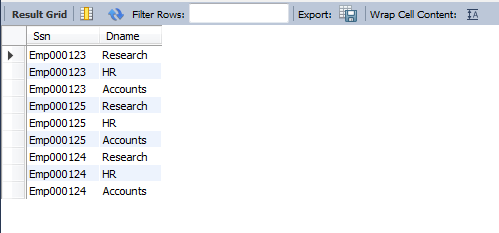 Result Grid Filter Rows: Export: Wrap Cell Content:
Ssn Dname
Emp000123 Research
Emp000123 HR
Emp000123 Accounts
Emp000125 Research
Emp000125 HR
Emp000125 Accounts
Emp000124 Research
Emp000124 HR
Emp000124 Accounts